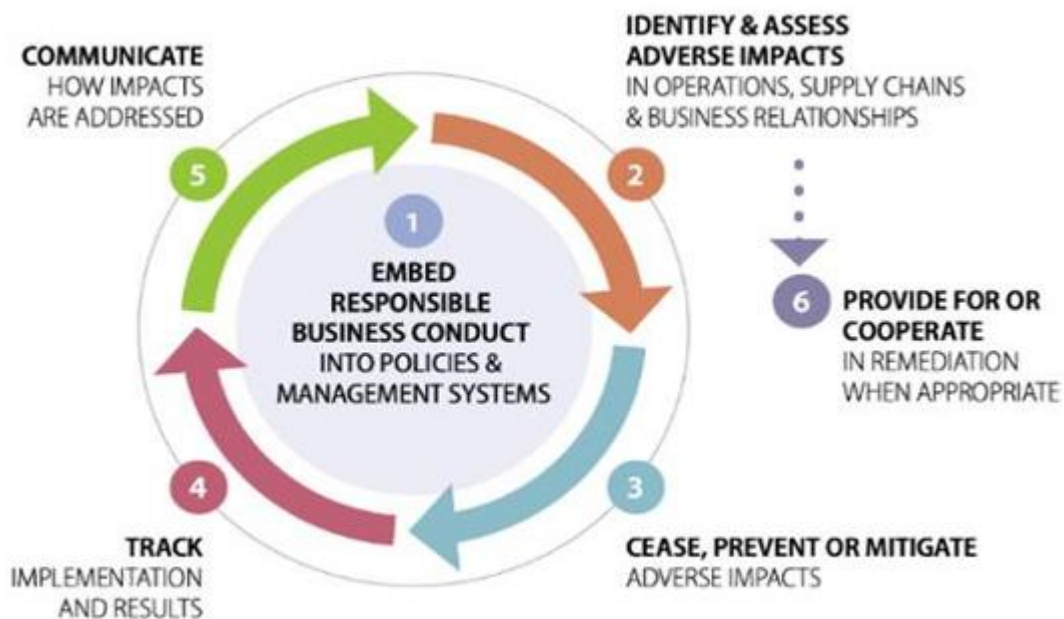 1
EMBED
RESPONSIBLE
BUSINESS CONDUCT
INTO POLICIES &
MANAGEMENT SYSTEMS
2
IDENTIFY & ASSESS
ADVERSE IMPACTS
IN OPERATIONS, SUPPLY CHAINS
& BUSINESS RELATIONSHIPS
3
CEASE, PREVENT OR MITIGATE
ADVERSE IMPACTS
4
TRACK
IMPLEMENTATION
AND RESULTS
5
COMMUNICATE
HOW IMPACTS
ARE ADDRESSED
6
PROVIDE FOR OR
COOPERATE
IN REMEDIATION
WHEN APPROPRIATE